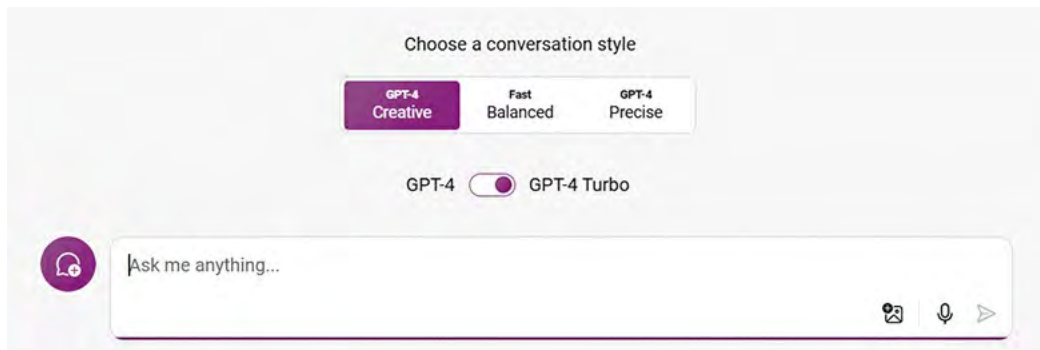 Choose a conversation style
GPT-4 Fast GPT-4
Creative Balanced Precise
GPT-4 GPT-4 Turbo
Ask me anything...